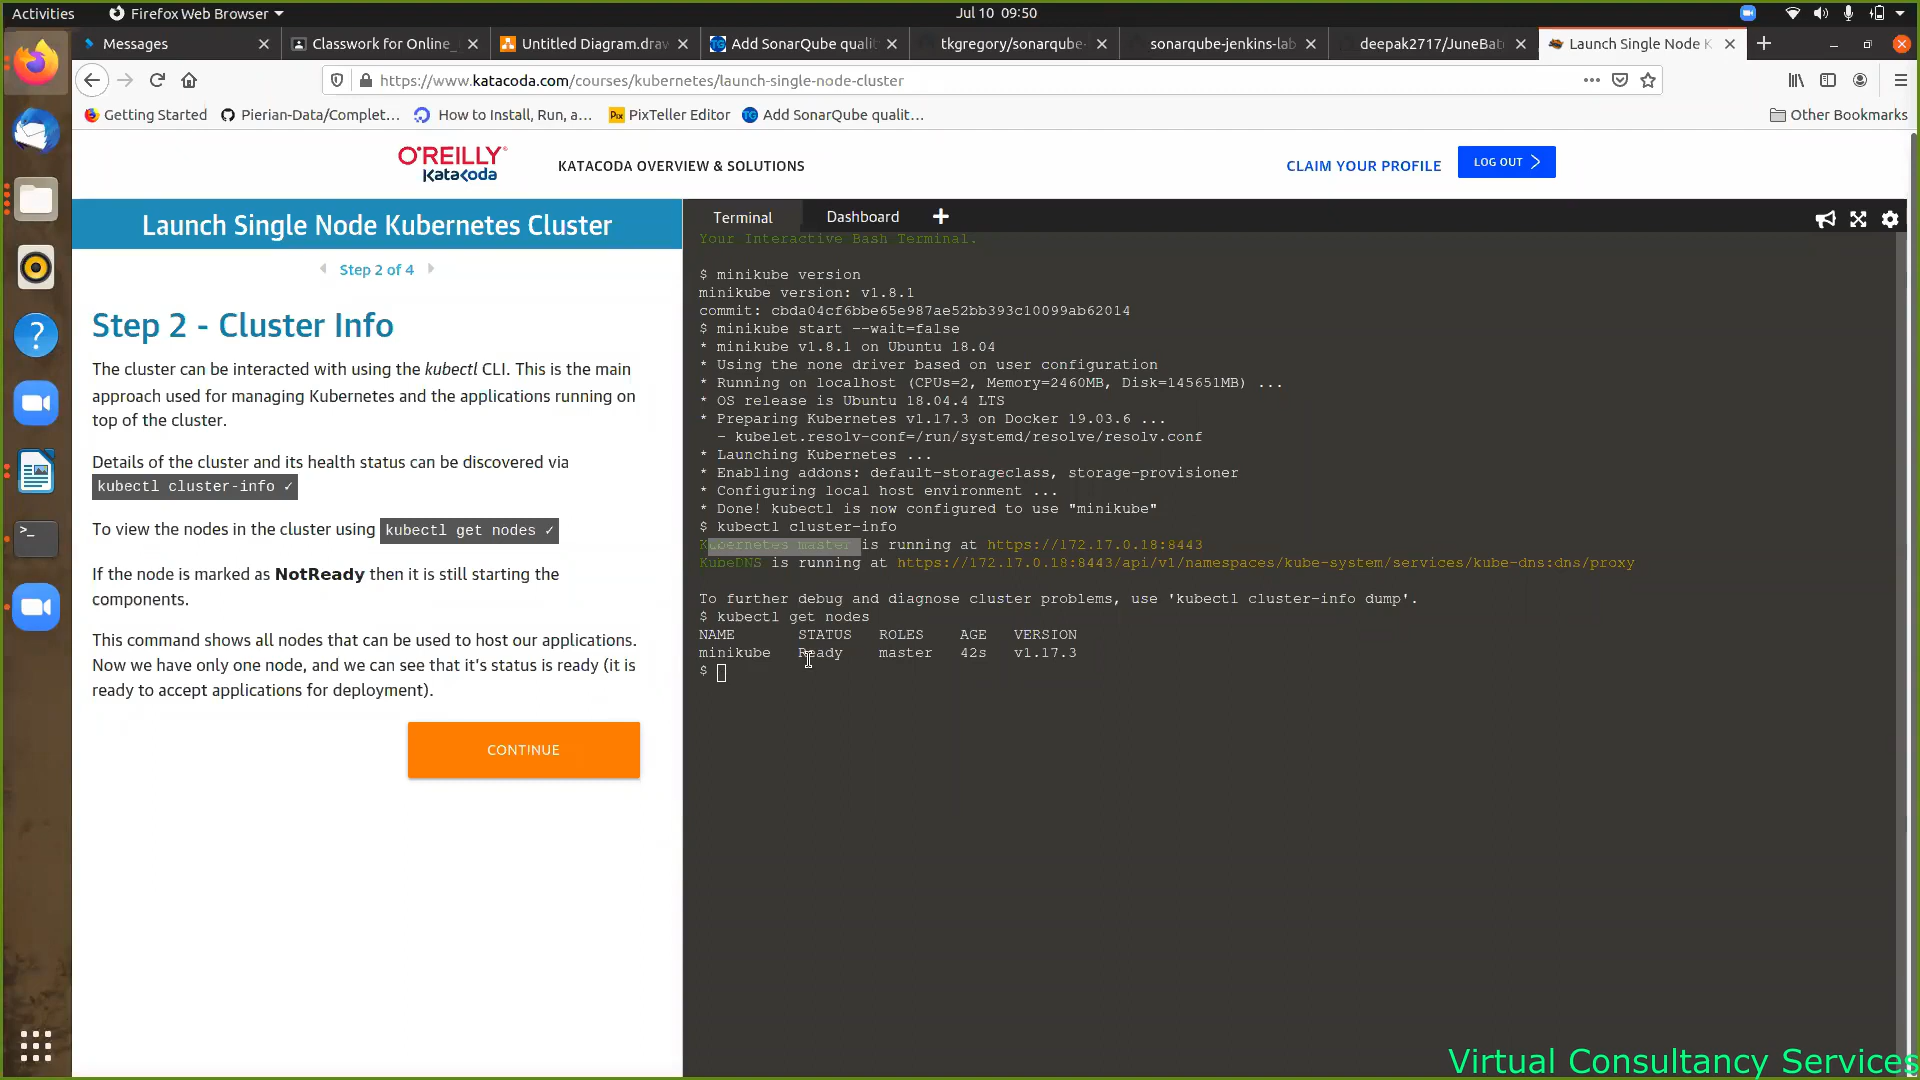 Activities
Firefox Web Browser
Jul 10 09:50
Messages
Classwork for Online_
Untitled Diagram.draw
Add SonarQube quali
tkgregory/sonarqube-
sonarqube-jenkins-lab
deepak2717/JuneBat
Launch Single Node K
https://www.katacoda.com/courses/kubernetes/launch-single-node-cluster
Getting Started
Pierian-Data/Complet…
How to Install, Run, a…
Pix PixTeller Editor
TG Add SonarQube qualit…
Other Bookmarks
O'REILLY
Katacoda
KATACODA OVERVIEW & SOLUTIONS
CLAIM YOUR PROFILE
LOG OUT
Launch Single Node Kubernetes Cluster
Step 2 of 4
Step 2 - Cluster Info
The cluster can be interacted with using the kubectl CLI. This is the main
approach used for managing Kubernetes and the applications running on
top of the cluster.
Details of the cluster and its health status can be discovered via
kubectl cluster-info ✓
To view the nodes in the cluster using kubectl get nodes ✓
If the node is marked as NotReady then it is still starting the
components.
This command shows all nodes that can be used to host our applications.
Now we have only one node, and we can see that it's status is ready (it is
ready to accept applications for deployment).
CONTINUE
Terminal
Dashboard
Your Interactive Bash Terminal.
$ minikube version
minikube version: v1.8.1
commit: cbda04cf6bbe65e987ae52bb393c10099ab62014
$ minikube start --wait=false
* minikube v1.8.1 on Ubuntu 18.04
* Using the none driver based on user configuration
* Running on localhost (CPUs=2, Memory=2460MB, Disk=145651MB) ...
* OS release is Ubuntu 18.04.4 LTS
* Preparing Kubernetes v1.17.3 on Docker 19.03.6 ...
- kubelet.resolv-conf=/run/systemd/resolve/resolv.conf
* Launching Kubernetes ...
* Enabling addons: default-storageclass, storage-provisioner
* Configuring local host environment ...
* Done! kubectl is now configured to use "minikube"
$ kubectl cluster-info
Kubernetes master is running at https://172.17.0.18:8443
KubeDNS is running at https://172.17.0.18:8443/api/v1/namespaces/kube-system/services/kube-dns:dns/proxy
To further debug and diagnose cluster problems, use 'kubectl cluster-info dump'.
$ kubectl get nodes
NAME STATUS ROLES AGE VERSION
minikube Ready master 42s v1.17.3
$
Virtual Consultancy Services